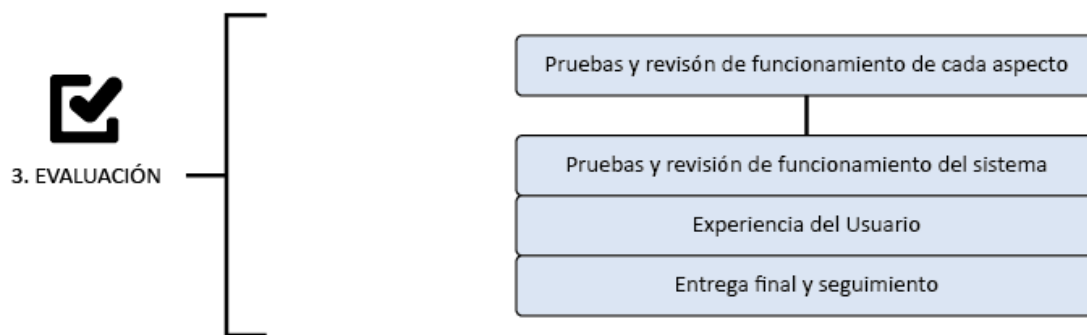 Pruebas y revisón de funcionamiento de cada aspecto
3. EVALUACIÓN
Pruebas y revisión de funcionamiento del sistema
Experiencia del Usuario
Entrega final y seguimiento